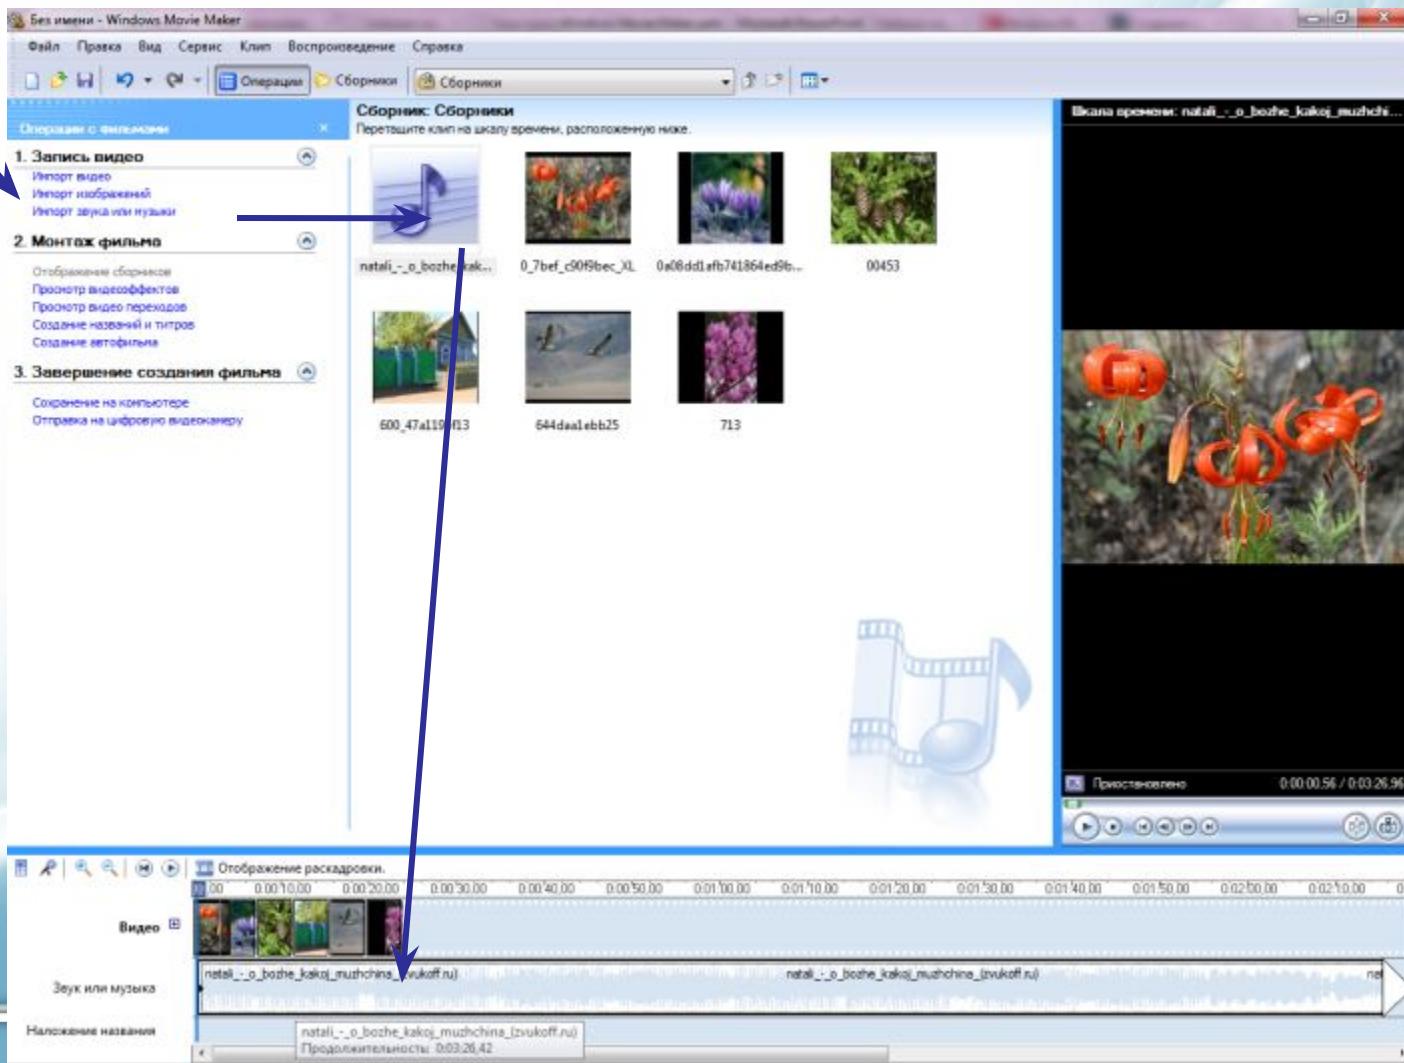 Без имени - Windows Movie Maker
Файл Правка Вид Сервис Клип Воспроизведение Справка
Операции Сборники Сборники
Операции с фильмами
1. Запись видео
Импорт видео
Импорт изображений
Импорт звука или музыки
2. Монтаж фильма
Отображение сборников
Просмотр видеоэффектов
Просмотр видео переходов
Создание названий и титров
Создание автофильма
3. Завершение создания фильма
Сохранение на компьютере
Отправка на цифровую видеокамеру
Сборник: Сборники
Перетащите клип на шкалу времени, расположенную ниже.
natali_-_o_bozhe_kak... 0_7bef_c90f9bec_XL 0a08dd1afb741864ed9b... 00453
644daa1ebb25 713
Шкала времени: natali_-_o_bozhe_kakoj_muzhchi...
Приостановлено 0:00:00,56 / 0:03:26,96
Отображение раскадровки.
0:00:10,00 0:00:20,00 0:00:30,00 0:00:40,00 0:00:50,00 0:01:00,00 0:01:10,00 0:01:20,00 0:01:30,00 0:01:40,00 0:01:50,00 0:02:00,00 0:02:10,00
Видео
Звук или музыка
natali_-_o_bozhe_kakoj_muzhchina_(zvukoff.ru) natali_-_o_bozhe_kakoj_muzhchina_(zvukoff.ru)
Наложение названия
natali_-_o_bozhe_kakoj_muzhchina_(zvukoff.ru)
Продолжительность: 0:03:26,42